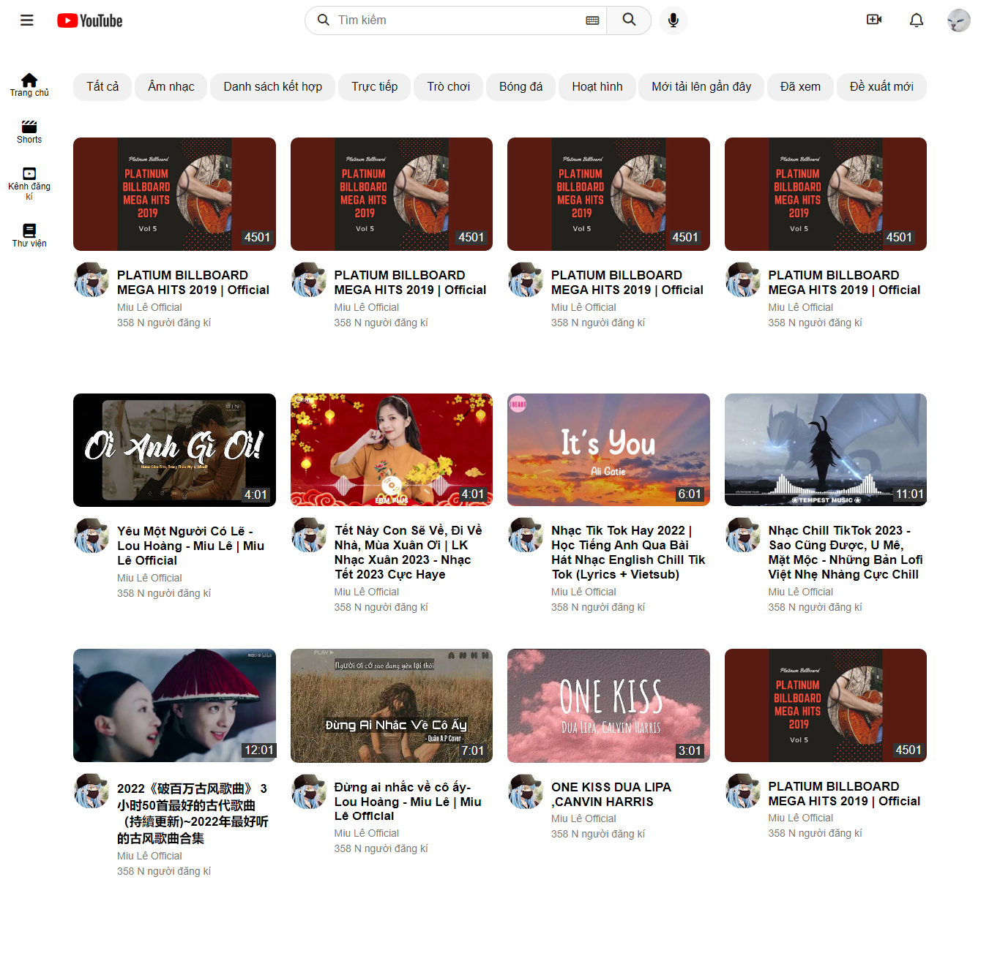 YouTube
Tìm kiếm
Trang chủ
Shorts
Kênh đăng
kí
Thư viện
Tất cả
Âm nhạc
Danh sách kết hợp
Trực tiếp
Trò chơi
Bóng đá
Hoạt hình
Mới tải lên gần đây
Đã xem
Đề xuất mới
Platinum Billboard
PLATINUM
BILLBOARD
MEGA HITS
2019
Vol 5
4501
PLATIUM BILLBOARD
MEGA HITS 2019 | Official
Miu Lê Official
358 N người đăng kí
Platinum Billboard
PLATINUM
BILLBOARD
MEGA HITS
2019
Vol 5
4501
PLATIUM BILLBOARD
MEGA HITS 2019 | Official
Miu Lê Official
358 N người đăng kí
Platinum Billboard
PLATINUM
BILLBOARD
MEGA HITS
2019
Vol 5
4501
PLATIUM BILLBOARD
MEGA HITS 2019 | Official
Miu Lê Official
358 N người đăng kí
Platinum Billboard
PLATINUM
BILLBOARD
MEGA HITS
2019
Vol 5
4501
PLATIUM BILLBOARD
MEGA HITS 2019 | Official
Miu Lê Official
358 N người đăng kí
WIN
Ơi Anh Gì Ơi!
4:01
Yêu Một Người Có Lẽ -
Lou Hoàng - Miu Lê | Miu
Lê Official
Miu Lê Official
358 N người đăng kí
EDM PLUS
4:01
Tết Này Con Sẽ Về, Đi Về
Nhà, Mùa Xuân Ơi | LK
Nhạc Xuân 2023 - Nhạc
Tết 2023 Cực Haye
Miu Lê Official
358 N người đăng kí
I HEART
It's You
Ali Gatie
6:01
Nhạc Tik Tok Hay 2022 |
Học Tiếng Anh Qua Bài
Hát Nhạc English Chill Tik
Tok (Lyrics + Vietsub)
Miu Lê Official
358 N người đăng kí
TEMPEST MUSIC
11:01
Nhạc Chill TikTok 2023 -
Sao Cũng Được, U Mê,
Mặt Mộc - Những Bản Lofi
Việt Nhẹ Nhàng Cực Chill
Miu Lê Official
358 N người đăng kí
12:01
2022《破百万古风歌曲》 3
小时50首最好的古代歌曲
（持續更新)~2022年最好听
的古风歌曲合集
Miu Lê Official
358 N người đăng kí
PLAY
Người ơi cớ sao đang yêu lại thôi
Đừng Ai Nhắc Về Cô Ấy
- Quân A.P Cover -
7:01
Đừng ai nhắc về cô ấy-
Lou Hoàng - Miu Lê | Miu
Lê Official
Miu Lê Official
358 N người đăng kí
ONE KISS
DUA LIPA, CALVIN HARRIS
3:01
ONE KISS DUA LIPA
,CANVIN HARRIS
Miu Lê Official
358 N người đăng kí
Platinum Billboard
PLATINUM
BILLBOARD
MEGA HITS
2019
Vol 5
4501
PLATIUM BILLBOARD
MEGA HITS 2019 | Official
Miu Lê Official
358 N người đăng kí